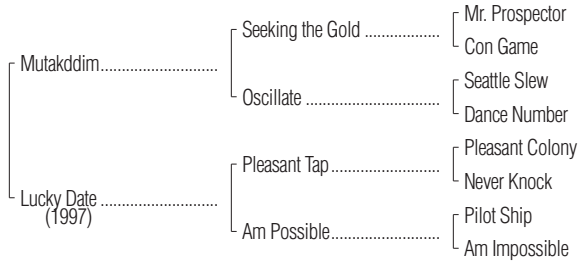 Mr. Prospector
Seeking the Gold ..................
Con Game
Mutakddim............................
Seattle Slew
Oscillate ................................
Dance Number
Pleasant Colony
Pleasant Tap..........................
Never Knock
Lucky Date ............................
(1997)
Pilot Ship
Am Possible..........................
Am Impossible